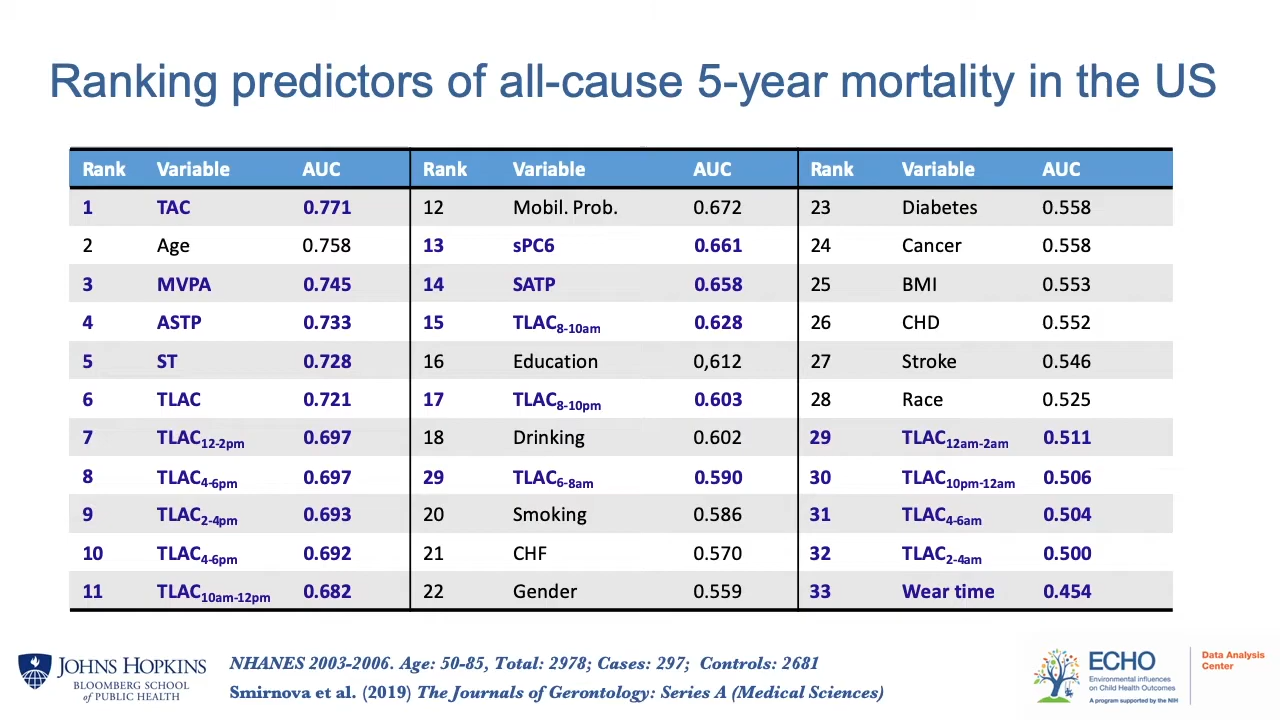 Ranking predictors of all-cause 5-year mortality in the US
Rank Variable AUC Rank Variable AUC Rank Variable AUC
1 TAC 0.771 12 Mobil. Prob. 0.672 23 Diabetes 0.558
2 Age 0.758 13 sPC6 0.661 24 Cancer 0.558
3 MVPA 0.745 14 SATP 0.658 25 BMI 0.553
4 ASTP 0.733 15 TLAC8-10am 0.628 26 CHD 0.552
5 ST 0.728 16 Education 0,612 27 Stroke 0.546
6 TLAC 0.721 17 TLAC8-10pm 0.603 28 Race 0.525
7 TLAC12-2pm 0.697 18 Drinking 0.602 29 TLAC12am-2am 0.511
8 TLAC4-6pm 0.697 29 TLAC6-8am 0.590 30 TLAC10pm-12am 0.506
9 TLAC2-4pm 0.693 20 Smoking 0.586 31 TLAC4-6am 0.504
10 TLAC4-6pm 0.692 21 CHF 0.570 32 TLAC2-4am 0.500
11 TLAC10am-12pm 0.682 22 Gender 0.559 33 Wear time 0.454
JOHNS HOPKINS
BLOOMBERG SCHOOL
of PUBLIC HEALTH
NHANES 2003-2006. Age: 50-85, Total: 2978; Cases: 297; Controls: 2681
Smirnova et al. (2019) The Journals of Gerontology: Series A (Medical Sciences)
ECHO
Environmental influences
on Child Health Outcomes
A program supported by the NIH
Data Analysis
Center